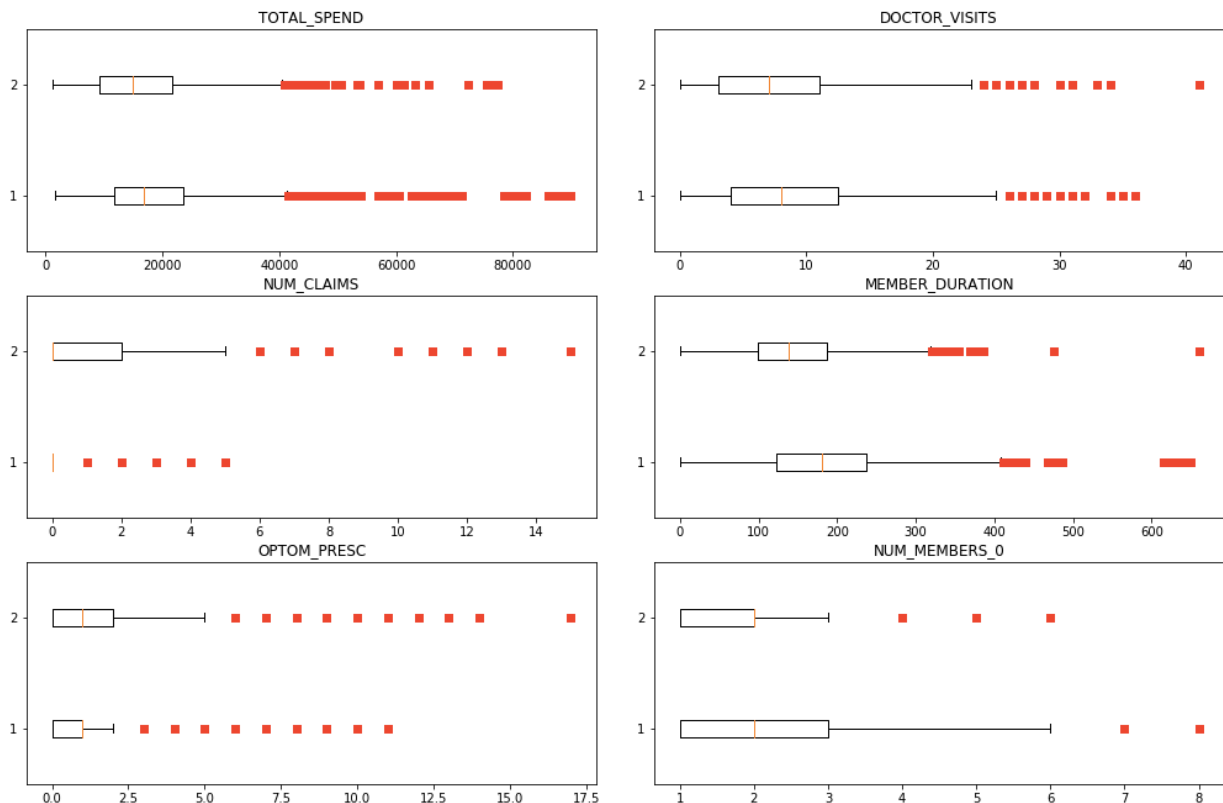 TOTAL_SPEND
2
1
0 20000 40000 60000 80000
DOCTOR_VISITS
2
1
0 10 20 30 40
NUM_CLAIMS
2
1
0 2 4 6 8 10 12 14
MEMBER_DURATION
2
1
0 100 200 300 400 500 600
OPTOM_PRESC
2
1
0.0 2.5 5.0 7.5 10.0 12.5 15.0 17.5
NUM_MEMBERS_0
2
1
1 2 3 4 5 6 7 8